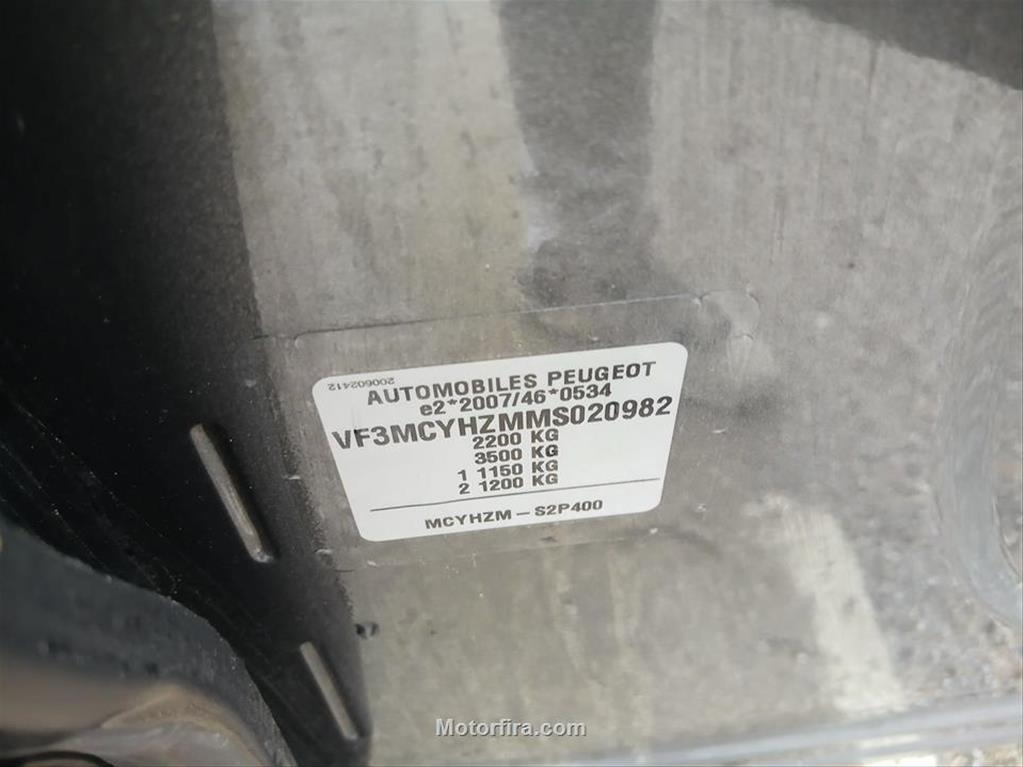 200602412
AUTOMOBILES PEUGEOT
e2*2007/46*0534
VF3MCYHZMMS020982
2200 KG
3500 KG
1 1150 KG
2 1200 KG
MCYHZM – S2P400
Motorfira.com